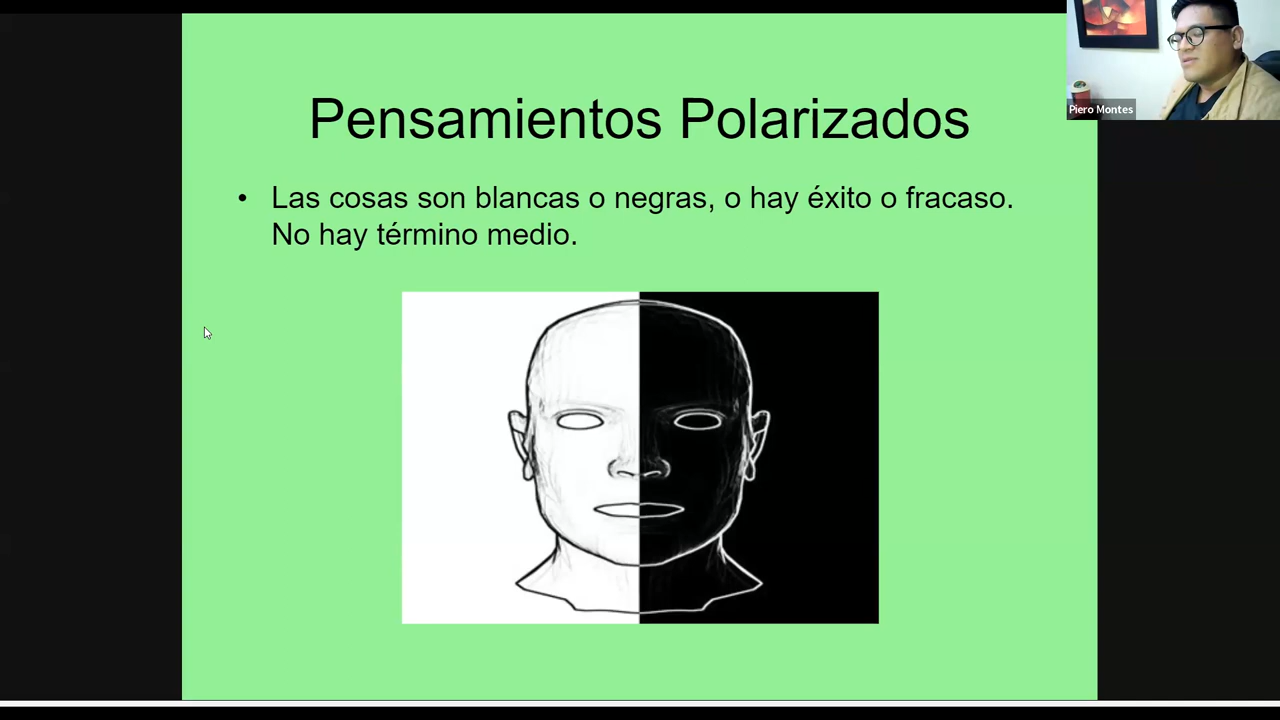 Pensamientos Polarizados
• Las cosas son blancas o negras, o hay éxito o fracaso.
No hay término medio.
Piero Montes